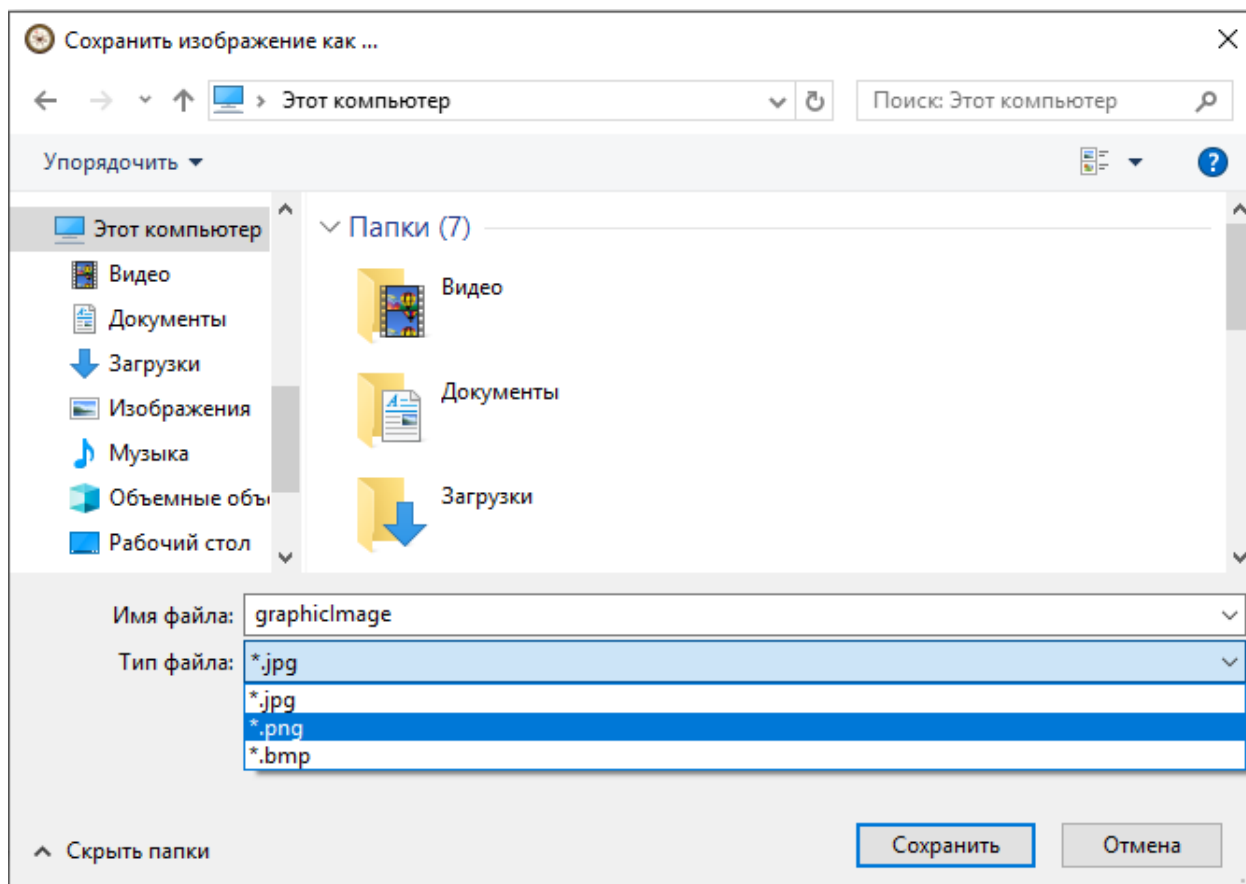 Сохранить изображение как ...
Этот компьютер
Поиск: Этот компьютер
Упорядочить
?
Этот компьютер
Видео
Документы
Загрузки
Изображения
Музыка
Объемные объ
Рабочий стол
Папки (7)
Видео
Документы
Загрузки
Имя файла: graphicImage
Тип файла: *.jpg
*.jpg
*.png
*.bmp
Скрыть папки
Сохранить
Отмена